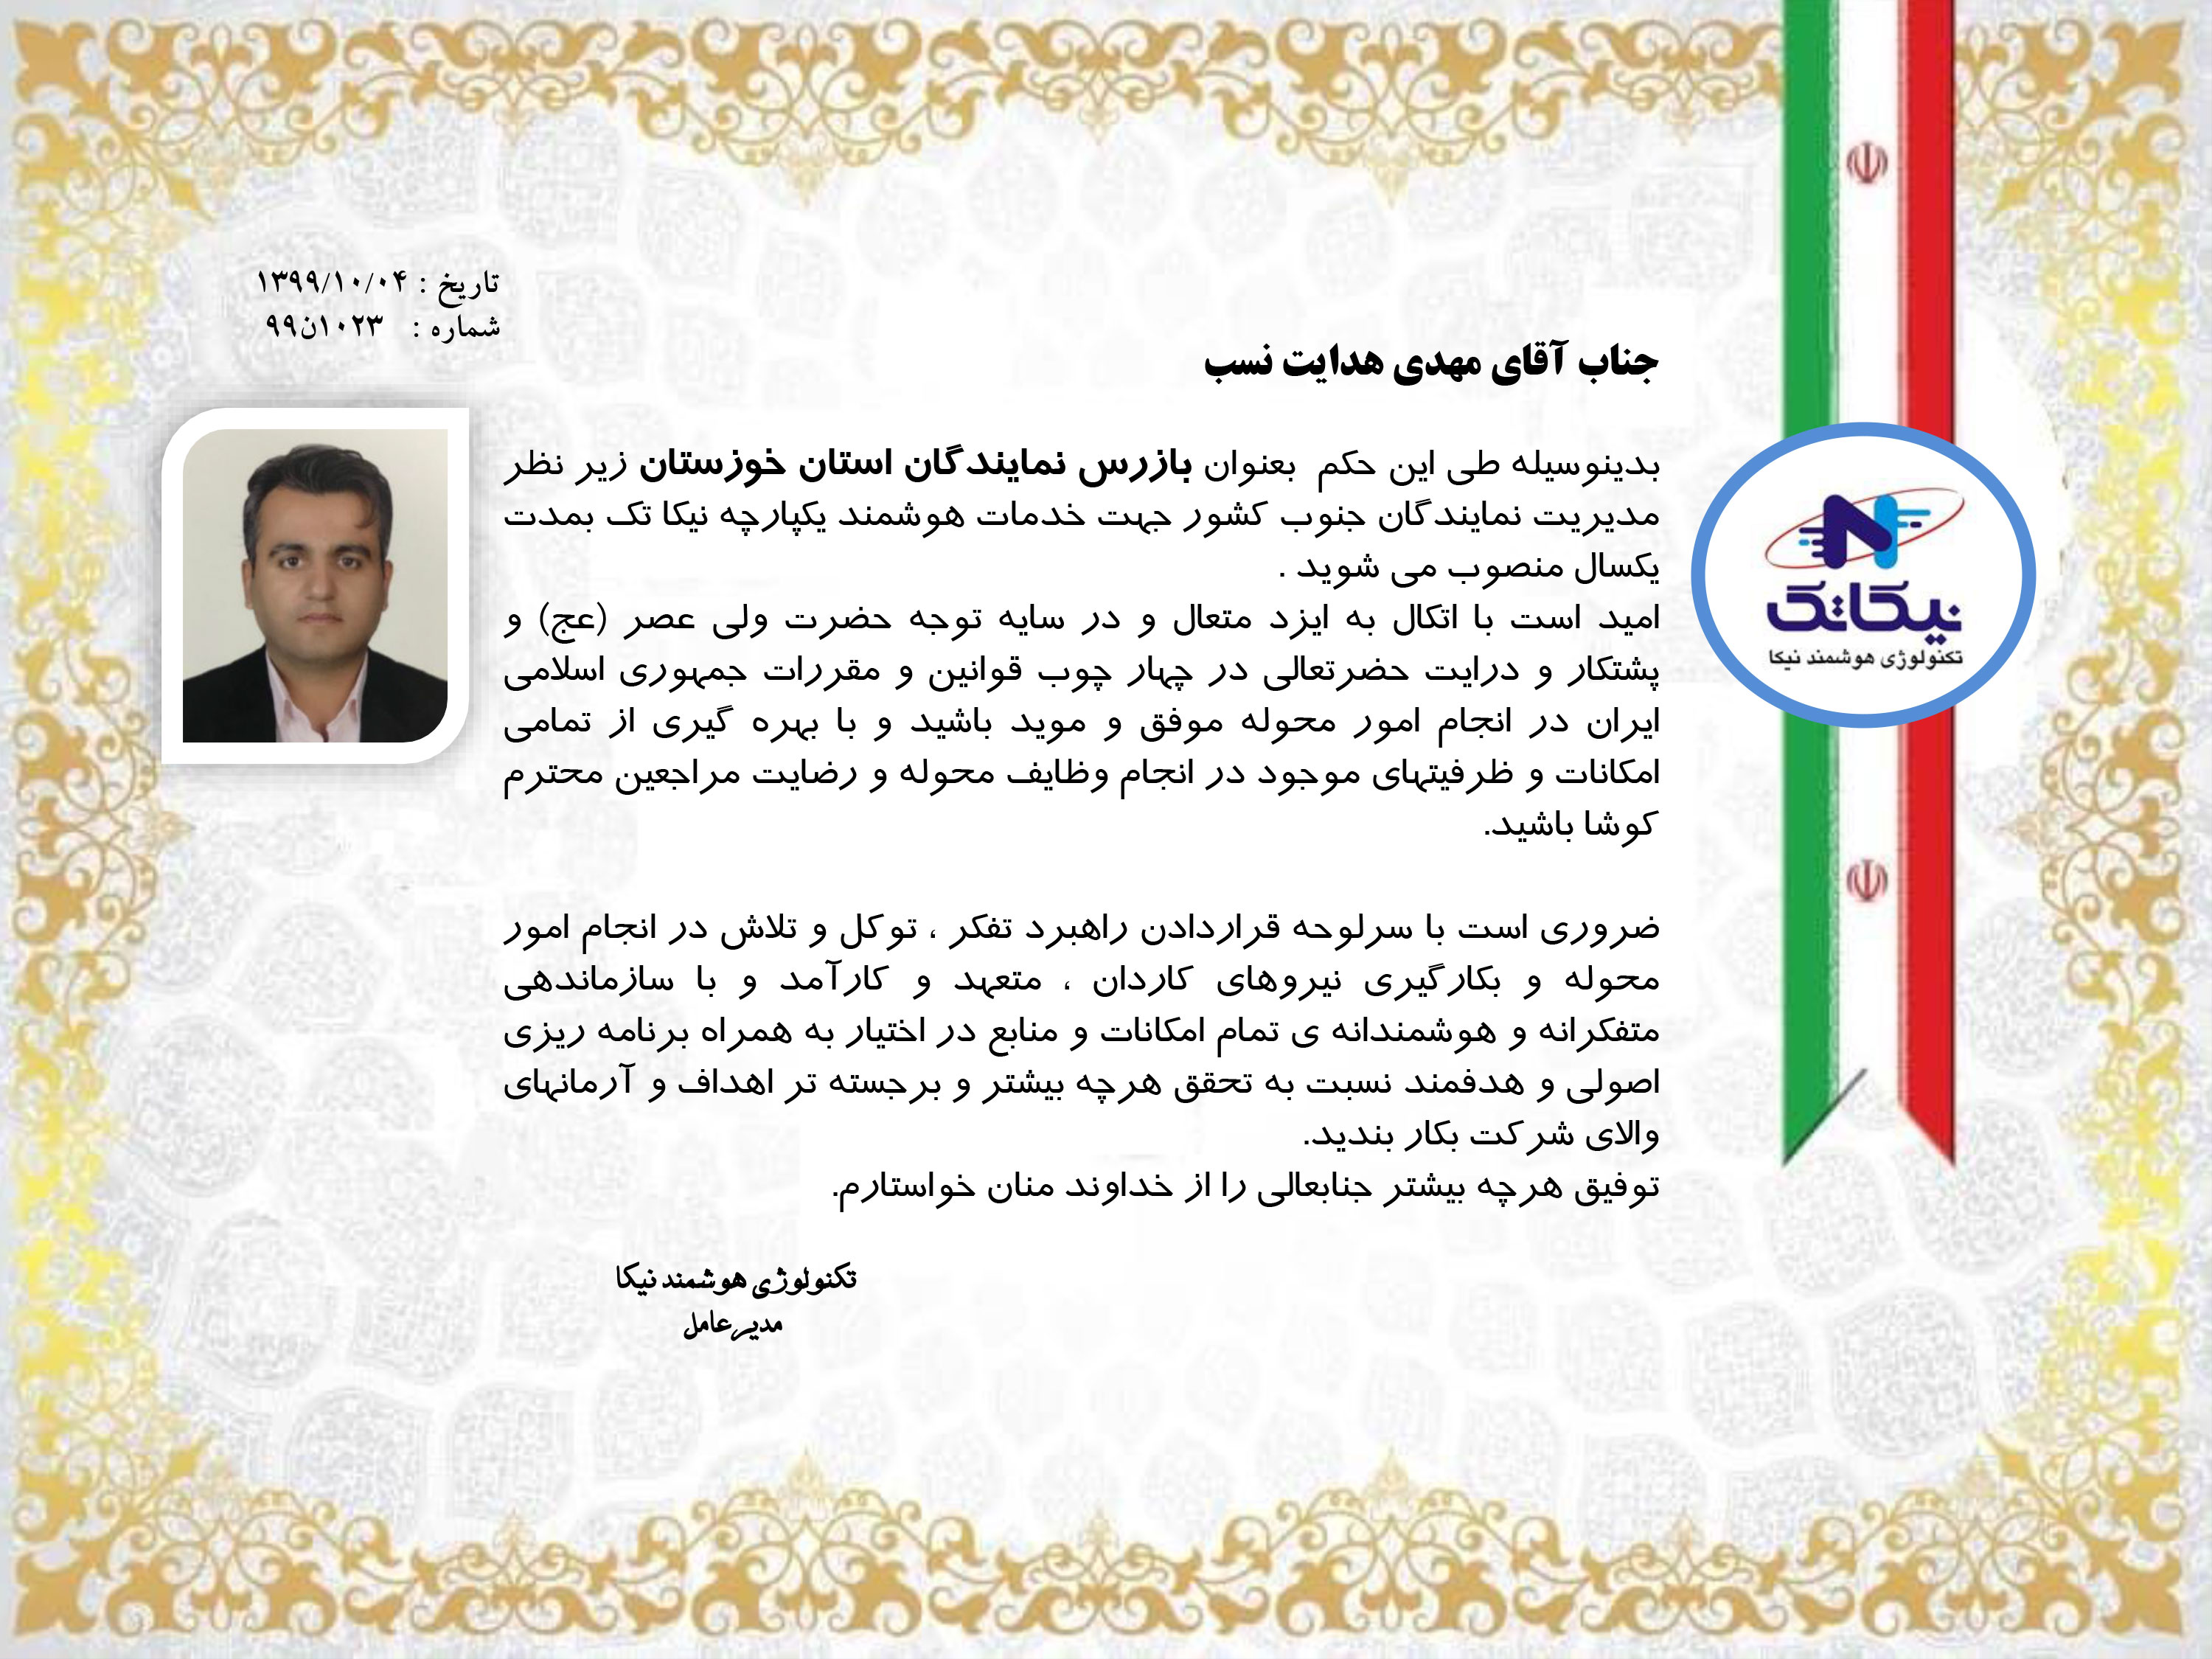 تاریخ : ۱۳۹۹/۱۰/۰۴
شماره : ۱۰۲۳ن۹۹
جناب آقای مهدی هدایت نسب
بدینوسیله طی این حکم بعنوان بازرس نمایندگان استان خوزستان زیر نظر
مدیریت نمایندگان جنوب کشور جهت خدمات هوشمند یکپارچه نیکا تک بمدت
یکسال منصوب می شوید .
امید است با اتکال به ایزد متعال و در سایه توجه حضرت ولی عصر (عج) و
پشتکار و درایت حضرتعالی در چهار چوب قوانین و مقررات جمهوری اسلامی
ایران در انجام امور محوله موفق و موید باشید و با بهره گیری از تمامی
امکانات و ظرفیتهای موجود در انجام وظایف محوله و رضایت مراجعین محترم
کوشا باشید.
ضروری است با سرلوحه قراردادن راهبرد تفکر ، توکل و تلاش در انجام امور
محوله و بکارگیری نیروهای کاردان ، متعهد و کارآمد و با سازماندهی
متفکرانه و هوشمندانه ی تمام امکانات و منابع در اختیار به همراه برنامه ریزی
اصولی و هدفمند نسبت به تحقق هرچه بیشتر و برجسته تر اهداف و آرمانهای
والای شرکت بکار بندید.
توفیق هرچه بیشتر جنابعالی را از خداوند منان خواستارم.
تکنولوژی هوشمند نیکا
مدیرعامل
نیکاتک
تکنولوژی هوشمند نیکا